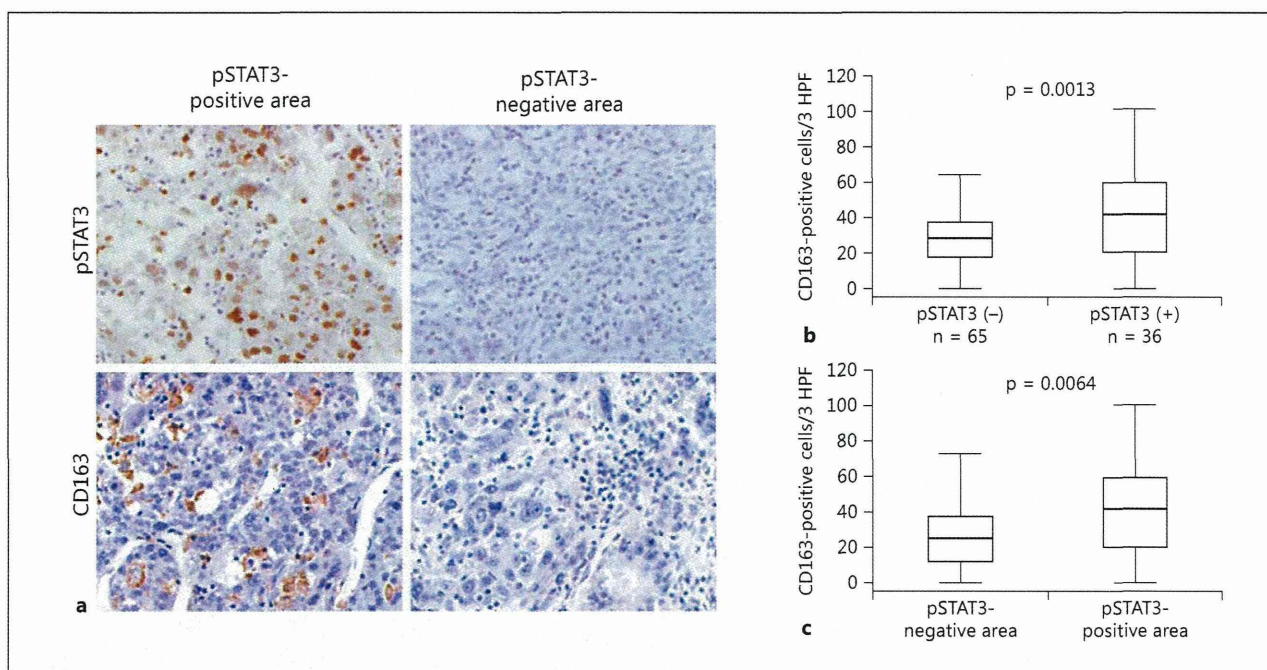 pSTAT3-
positive area
pSTAT3-
negative area
pSTAT3
CD163
a
CD163-positive cells/3 HPF
120
100
80
60
40
20
0
p = 0.0013
pSTAT3 (–)
n = 65
pSTAT3 (+)
n = 36
b
CD163-positive cells/3 HPF
120
100
80
60
40
20
0
p = 0.0064
pSTAT3-
negative area
pSTAT3-
positive area
c